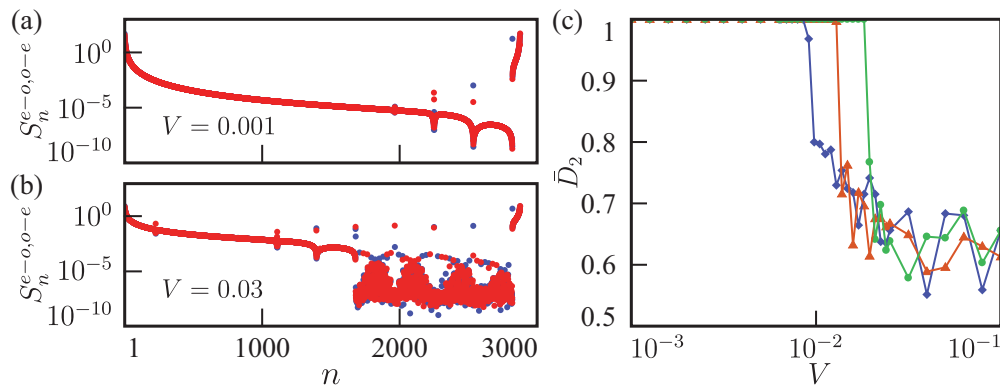 (a)
S_n^{e-o,o-e}
10^0
10^{-5}
10^{-10}
V = 0.001
1000
2000
(b)
S_n^{e-o,o-e}
10^0
10^{-5}
10^{-10}
V = 0.03
1
1000
2000
3000
n
(c)
D̄_2
1
0.9
0.8
0.7
0.6
0.5
10^{-3}
10^{-2}
10^{-1}
V